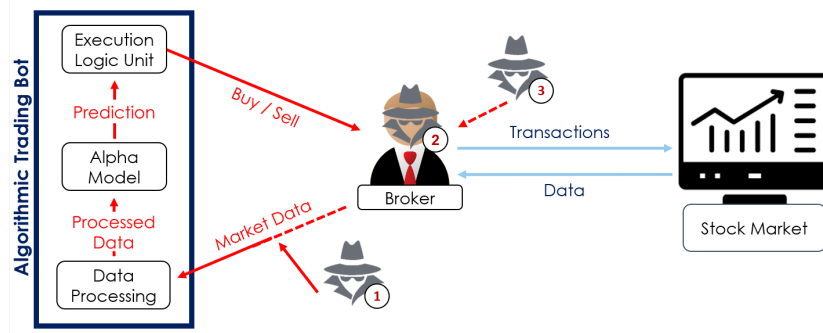 Algorithmic Trading Bot
Execution
Logic Unit
Prediction
Alpha
Model
Processed
Data
Data
Processing
Buy / Sell
Market Data
1
2
3
Broker
Transactions
Data
Stock Market